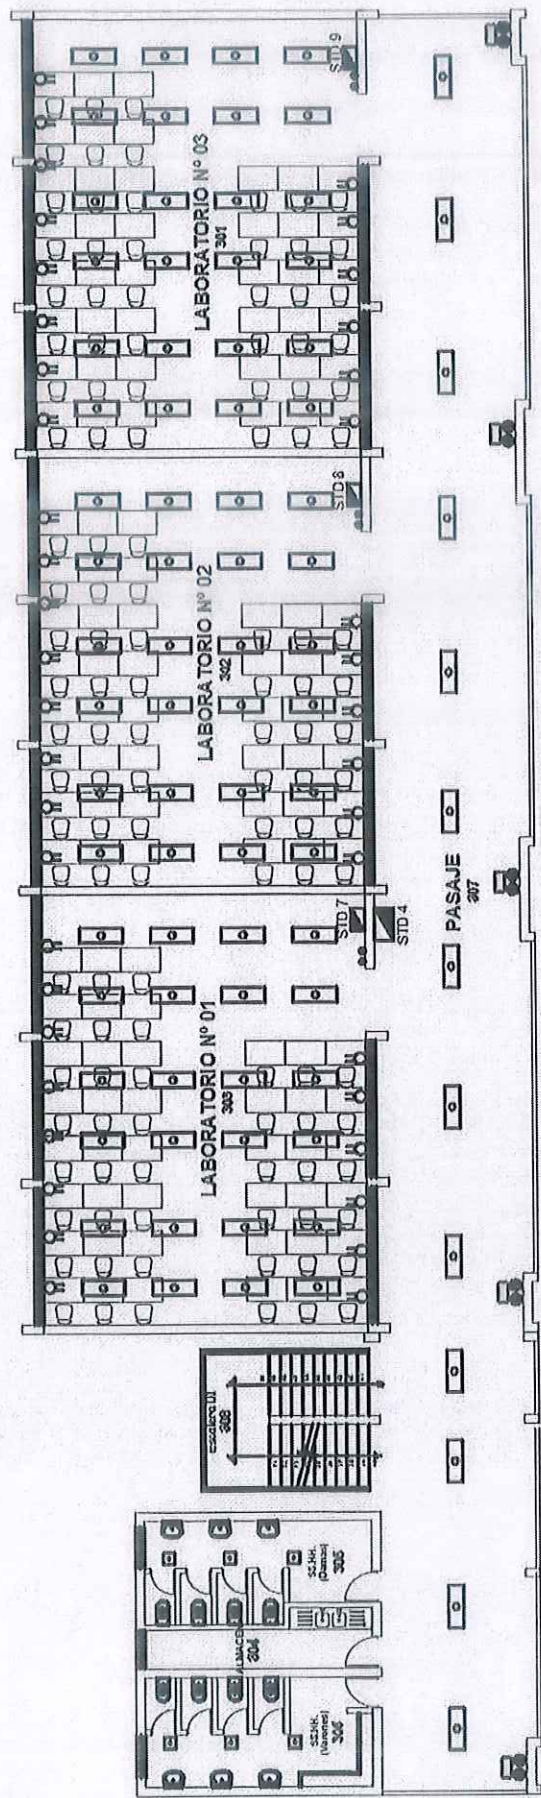 LABORATORIO N° 03
301
STD 9
LABORATORIO N° 02
302
STD 8
LABORATORIO N° 01
303
STD 7
STD 4
PASAJE
307
escalera 01
308
SS.HH.
(Damas)
305
ALMACEN
304
SS.HH.
(Varones)
306